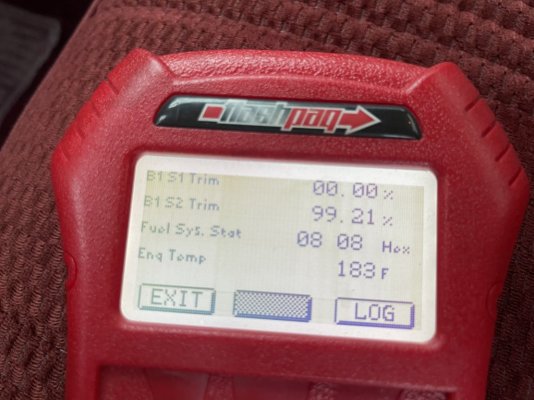 flashpaq
B1 S1 Trim 00.00 %
B1 S2 Trim 99.21 %
Fuel Sys. Stat 08 08 Hex
Eng Temp 183 F
EXIT LOG